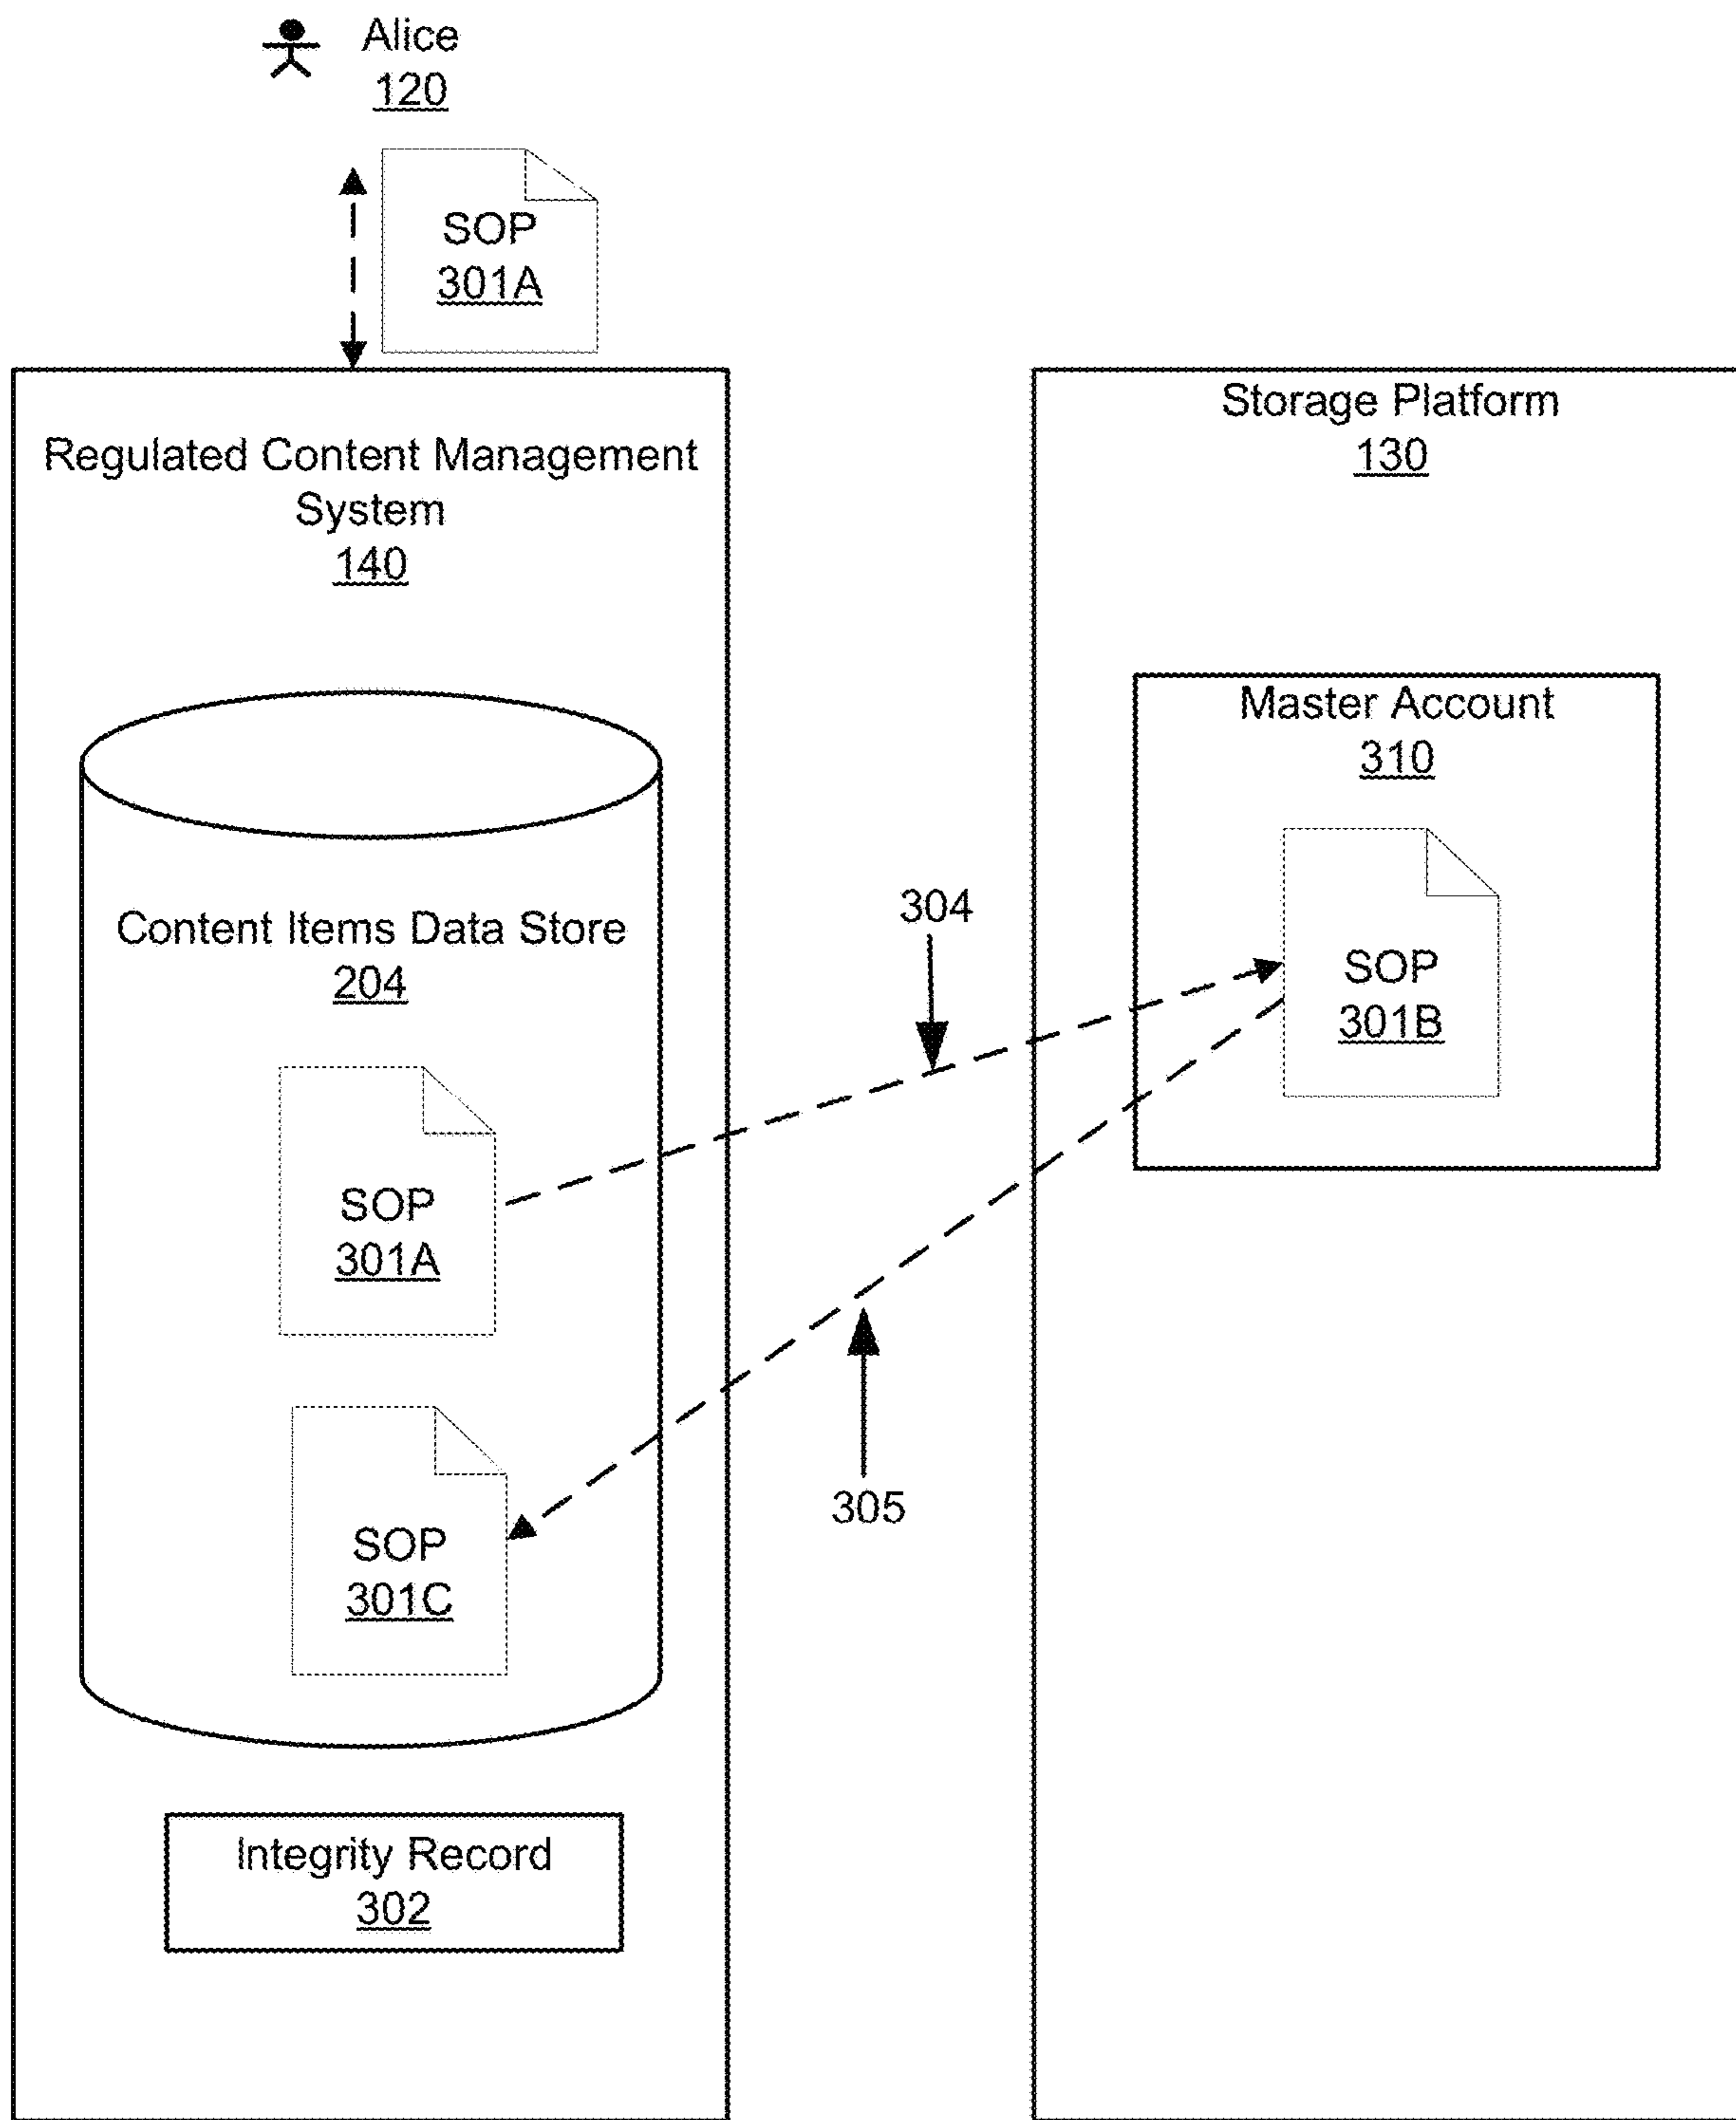 Alice
120
SOP
301A
Regulated Content Management
System
140
Content Items Data Store
204
SOP
301A
SOP
301C
Integrity Record
302
304
305
Storage Platform
130
Master Account
310
SOP
301B